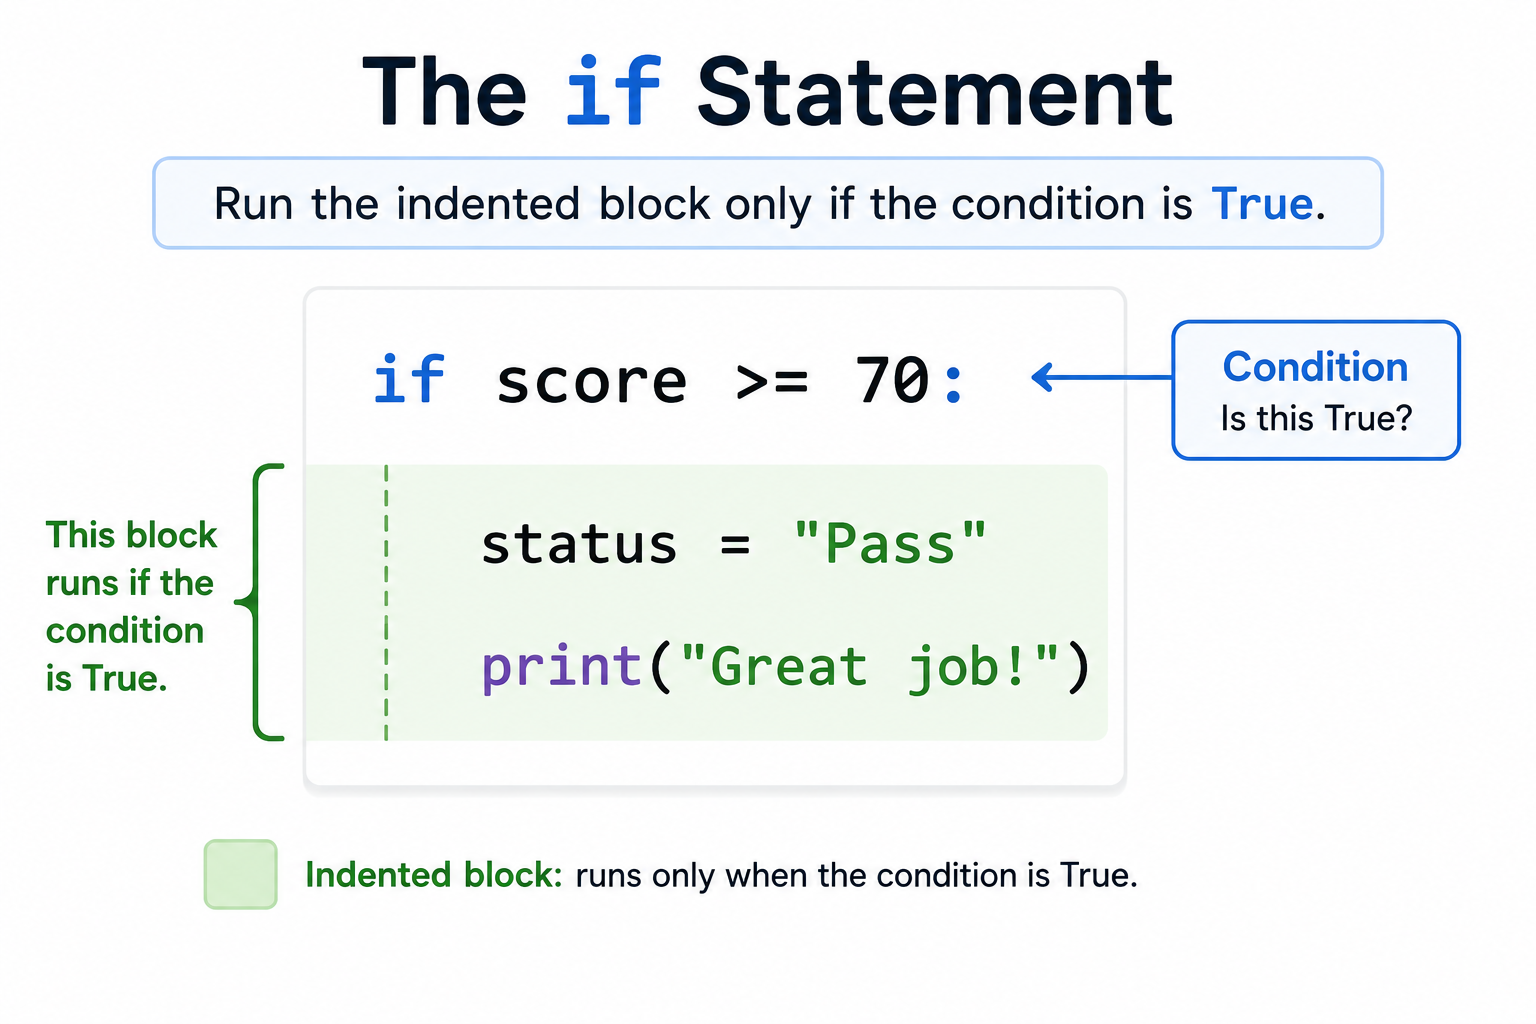 The if Statement
Run the indented block only if the condition is True.
if score >= 70:
Condition
Is this True?
This block
runs if the
condition
is True.
status = "Pass"
print("Great job!")
Indented block: runs only when the condition is True.